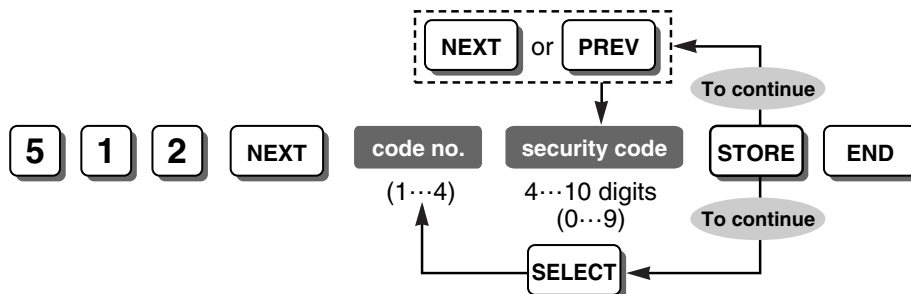 NEXT or PREV
To continue
5 1 2 NEXT code no. security code STORE END
(1···4) 4···10 digits
(0···9)
To continue
SELECT